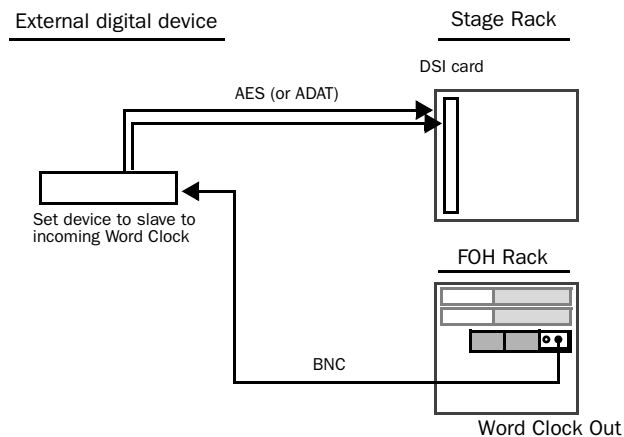 External digital device
Stage Rack
DSI card
AES (or ADAT)
Set device to slave to
incoming Word Clock
FOH Rack
BNC
Word Clock Out